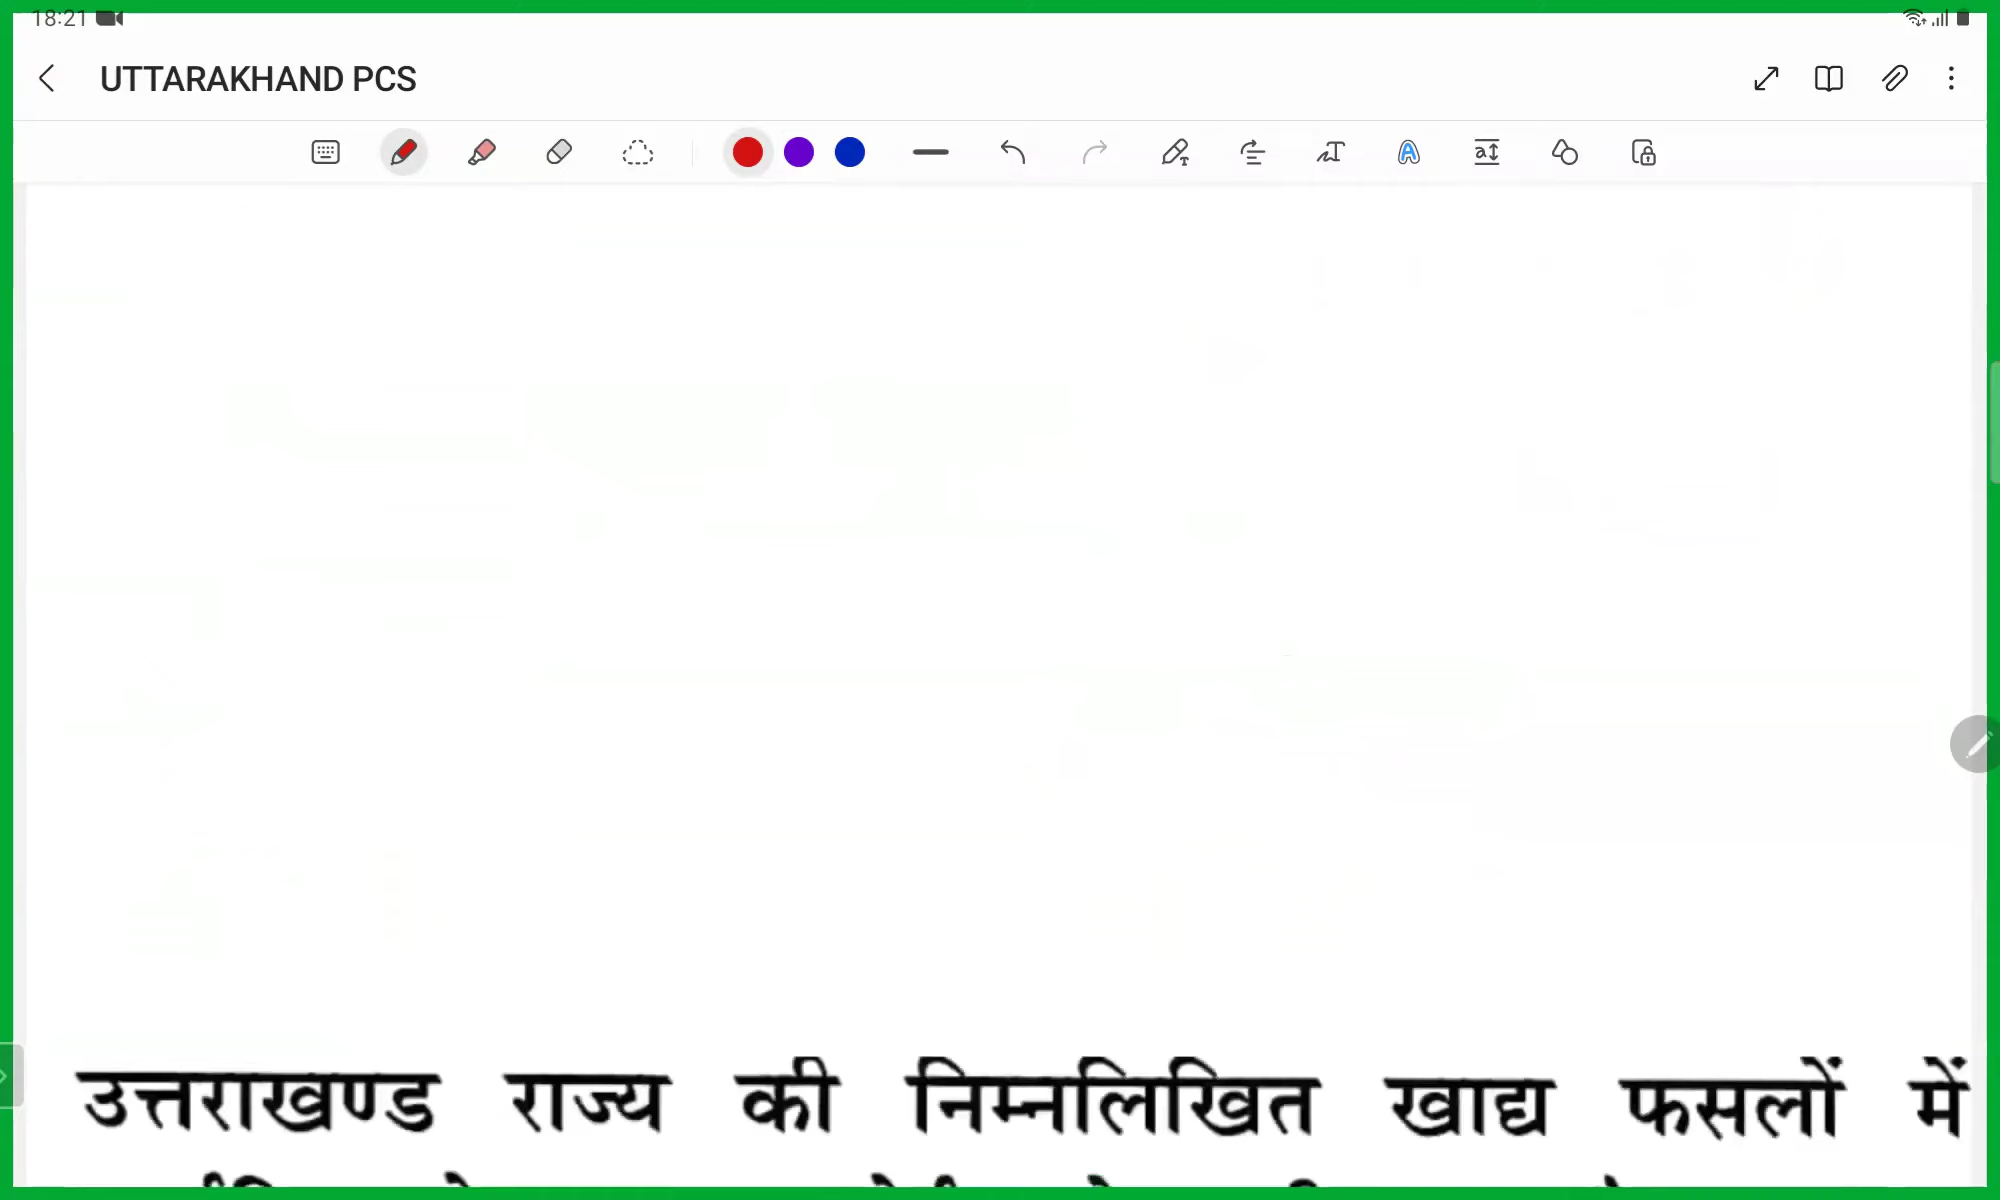 18:21
UTTARAKHAND PCS
उत्तराखण्ड राज्य की निम्नलिखित खाद्य फसलों में